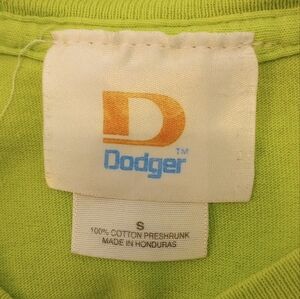 D
Dodger™
S
100% COTTON PRESHRUNK
MADE IN HONDURAS